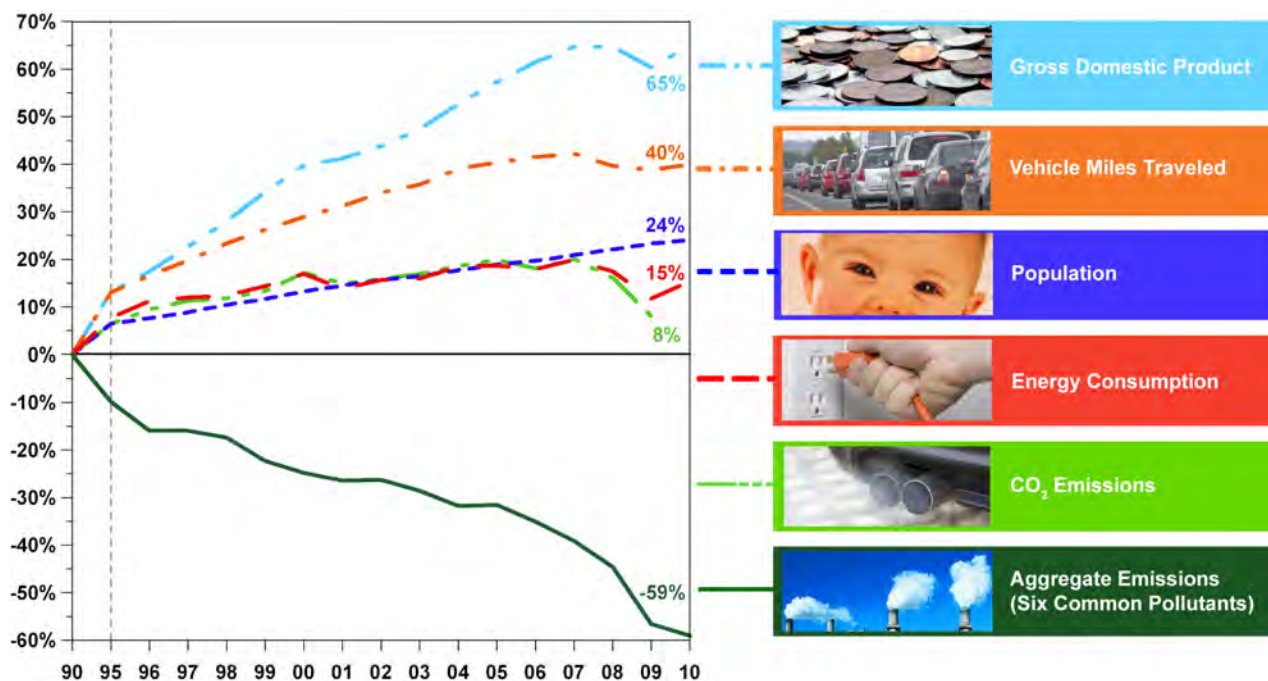 70%
60%
50%
40%
30%
20%
10%
0%
-10%
-20%
-30%
-40%
-50%
-60%
90 95 96 97 98 99 00 01 02 03 04 05 06 07 08 09 10
65%
40%
24%
15%
8%
-59%
Gross Domestic Product
Vehicle Miles Traveled
Population
Energy Consumption
CO₂ Emissions
Aggregate Emissions
(Six Common Pollutants)